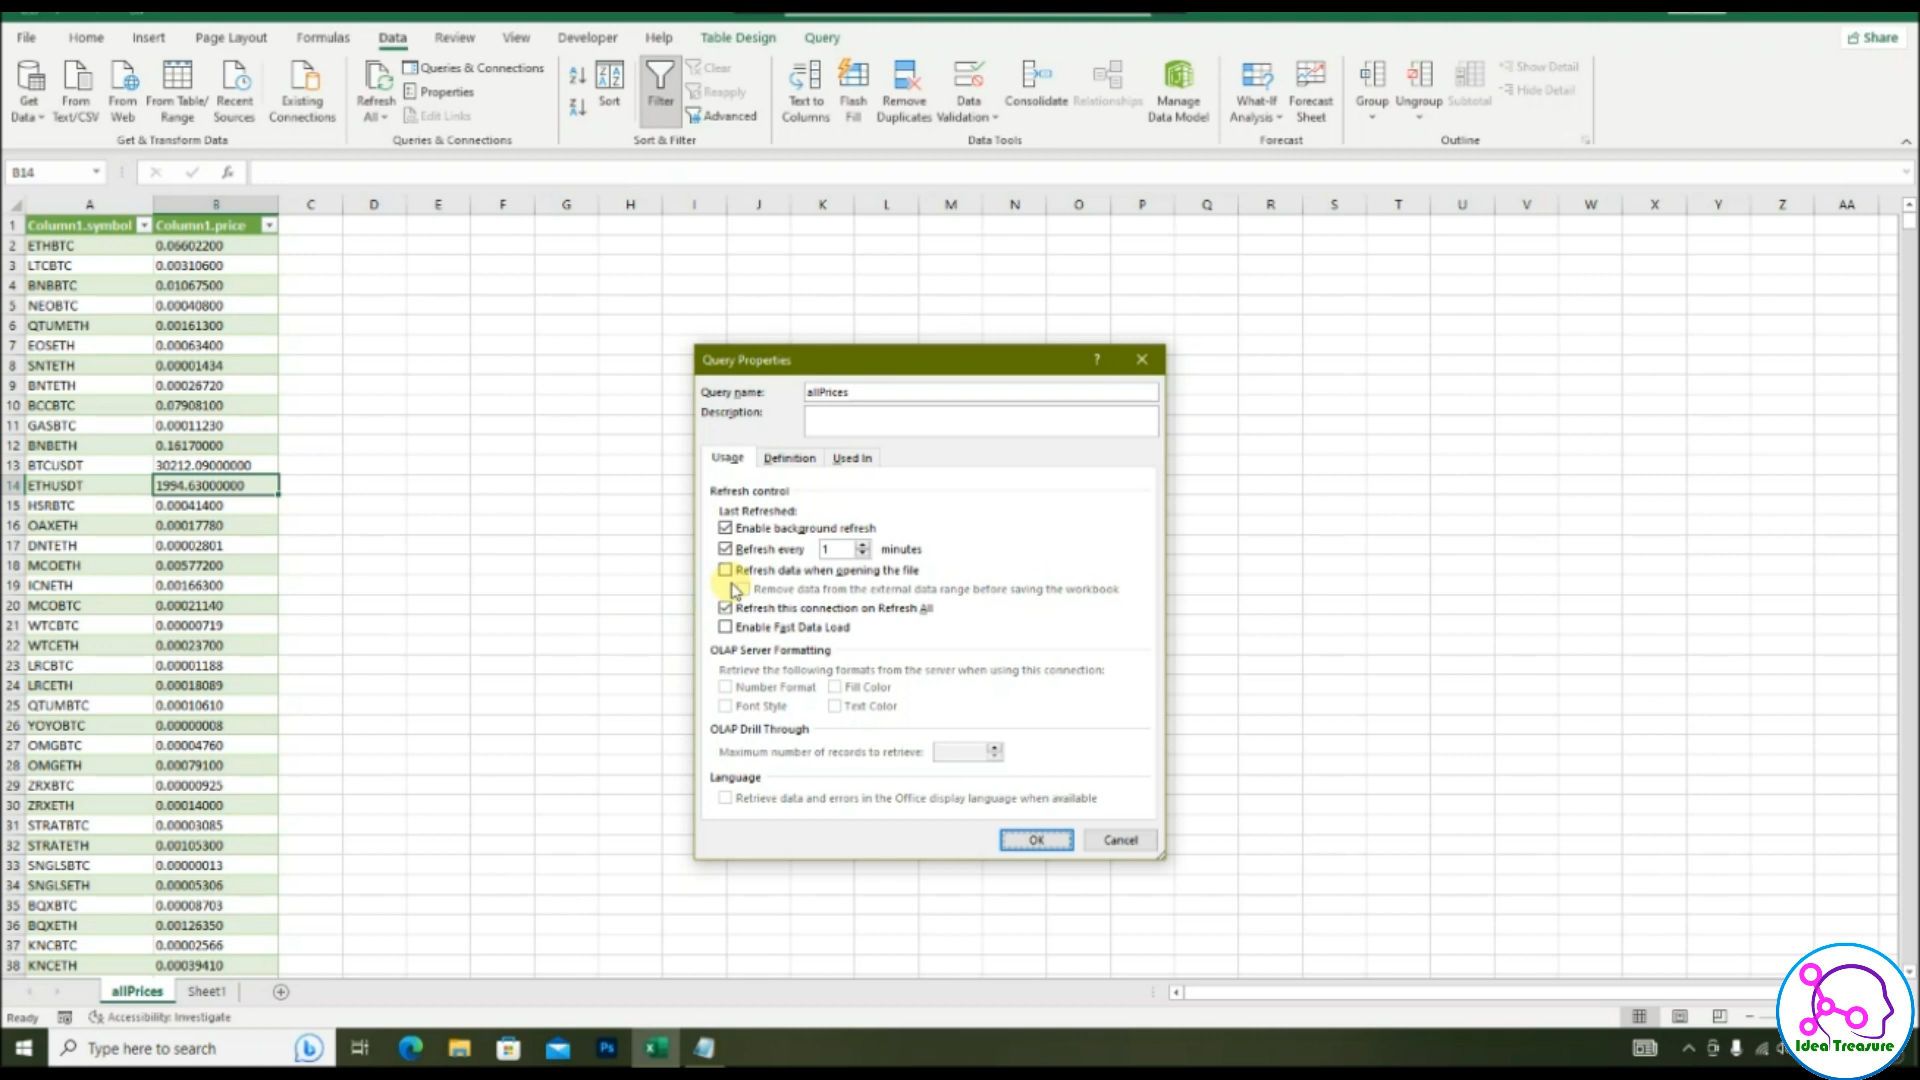 File Home Insert Page Layout Formulas Data Review View Developer Help Table Design Query Share
Get Data From Text/CSV From Web From Table/ Range Recent Sources Existing Connections
Get & Transform Data
Refresh All Queries & Connections
Properties
Edit Links
Queries & Connections
Sort Filter Clear
Reapply
Advanced
Sort & Filter
Text to Columns Flash Fill Remove Duplicates Data Validation Consolidate Relationships Manage Data Model
Data Tools
What-If Analysis Forecast Sheet
Forecast
Group Ungroup Subtotal Show Detail
Hide Detail
Outline
B14 fx
A B C D E F G H I J K L M N O P Q R S T U V W X Y Z AA
1 Column1.symbol Column1.price
2 ETHBTC 0.06602200
3 LTCBTC 0.00310600
4 BNBBTC 0.01067500
5 NEOBTC 0.00040800
6 QTUMETH 0.00161300
7 EOSETH 0.00063400
8 SNTETH 0.00001434
9 BNTETH 0.00026720
10 BCCBTC 0.07908100
11 GASBTC 0.00011230
12 BNBETH 0.16170000
13 BTCUSDT 30212.09000000
14 ETHUSDT 1994.63000000
15 HSRBTC 0.00041400
16 OAXETH 0.00017780
17 DNTETH 0.00002801
18 MCOETH 0.00577200
19 ICNETH 0.00166300
20 MCOBTC 0.00021140
21 WTCBTC 0.00000719
22 WTCETH 0.00023700
23 LRCBTC 0.00001188
24 LRCETH 0.00018089
25 QTUMBTC 0.00010610
26 YOYOBTC 0.00000008
27 OMGBTC 0.00004760
28 OMGETH 0.00079100
29 ZRXBTC 0.00000925
30 ZRXETH 0.00014000
31 STRATBTC 0.00003085
32 STRATETH 0.00105300
33 SNGLSBTC 0.00000013
34 SNGLSETH 0.00005306
35 BQXBTC 0.00008703
36 BQXETH 0.00126350
37 KNCBTC 0.00002566
38 KNCETH 0.00039410
Query Properties ?
Query name: allPrices
Description:
Usage Definition Used In
Refresh control
Last Refreshed:
Enable background refresh
Refresh every 1 minutes
Refresh data when opening the file
Remove data from the external data range before saving the workbook
Refresh this connection on Refresh All
Enable Fast Data Load
OLAP Server Formatting
Retrieve the following formats from the server when using this connection:
Number Format Fill Color
Font Style Text Color
OLAP Drill Through
Maximum number of records to retrieve:
Language
Retrieve data and errors in the Office display language when available
OK Cancel
allPrices Sheet1
Ready Accessibility: Investigate
Type here to search b Ps
Idea Treasure